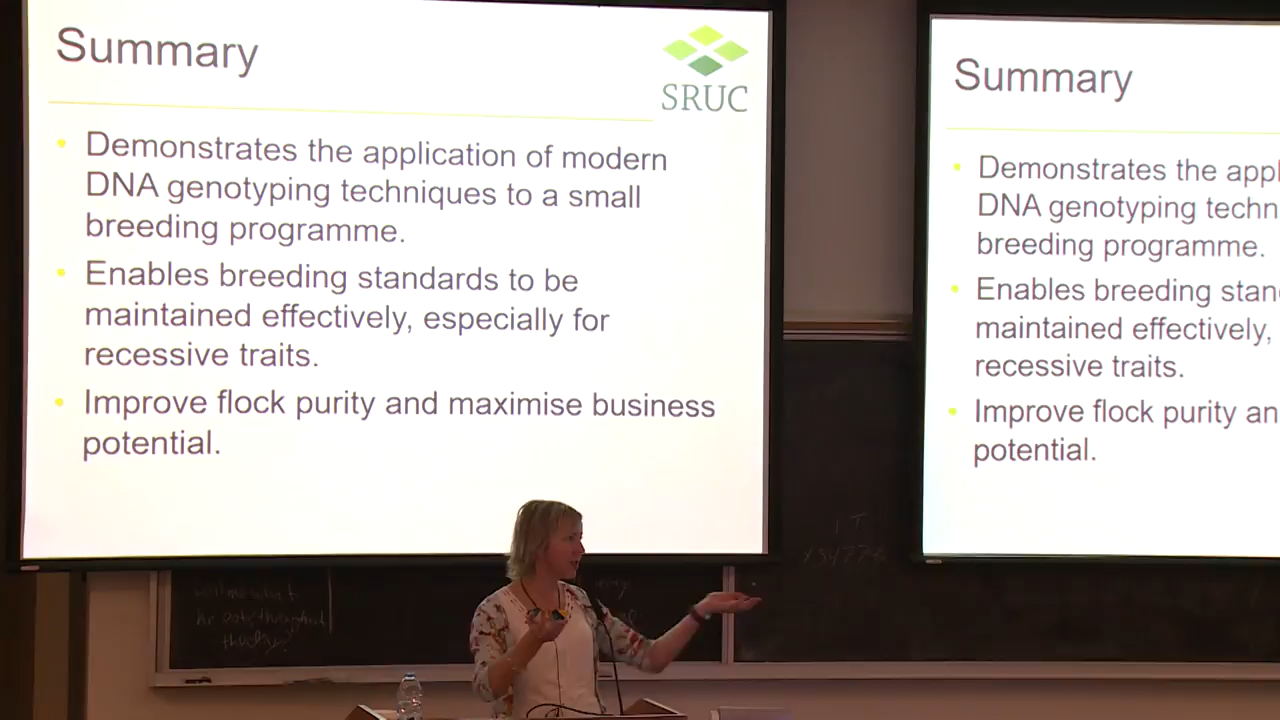 Summary
SRUC
• Demonstrates the application of modern
DNA genotyping techniques to a small
breeding programme.
• Enables breeding standards to be
maintained effectively, especially for
recessive traits.
• Improve flock purity and maximise business
potential.
Summary
• Demonstrates the appl
DNA genotyping techn
breeding programme.
• Enables breeding stan
maintained effectively,
recessive traits.
• Improve flock purity an
potential.